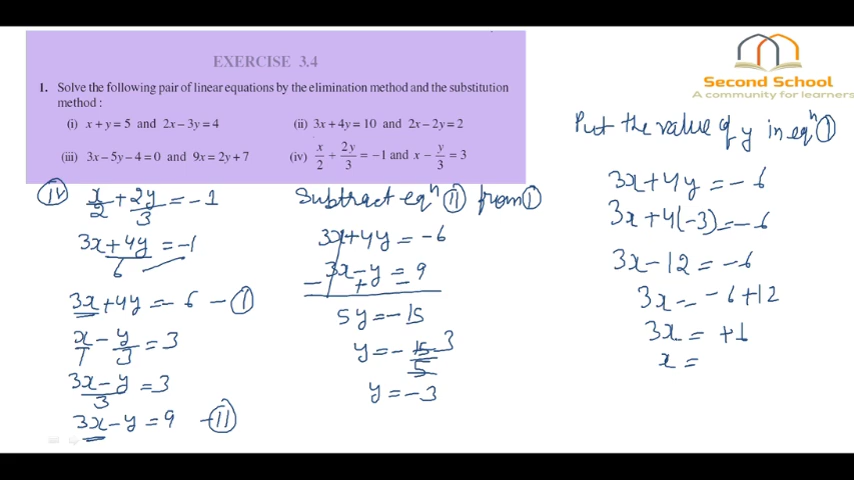 EXERCISE 3.4
1. Solve the following pair of linear equations by the elimination method and the substitution
method :
(i) x + y = 5 and 2x – 3y = 4
(ii) 3x + 4y = 10 and 2x – 2y = 2
(iii) 3x – 5y – 4 = 0 and 9x = 2y + 7
(iv) x/2 + 2y/3 = –1 and x – y/3 = 3
Second School
A community for learners
(iv) x/2 + 2y/3 = -1
3x+4y/6 = -1
3x+4y = -6 - (I)
x/1 - y/3 = 3
3x-y/3 = 3
3x-y = 9 - (II)
Subtract eqn (II) from (I)
3x+4y = -6
3x-y = 9
- + -
5y = -15
y = - 15/5 3
y = -3
Put the value of y in eqn (I)
3x+4y = -6
3x+4(-3) = -6
3x-12 = -6
3x = -6+12
3x = +1
x =